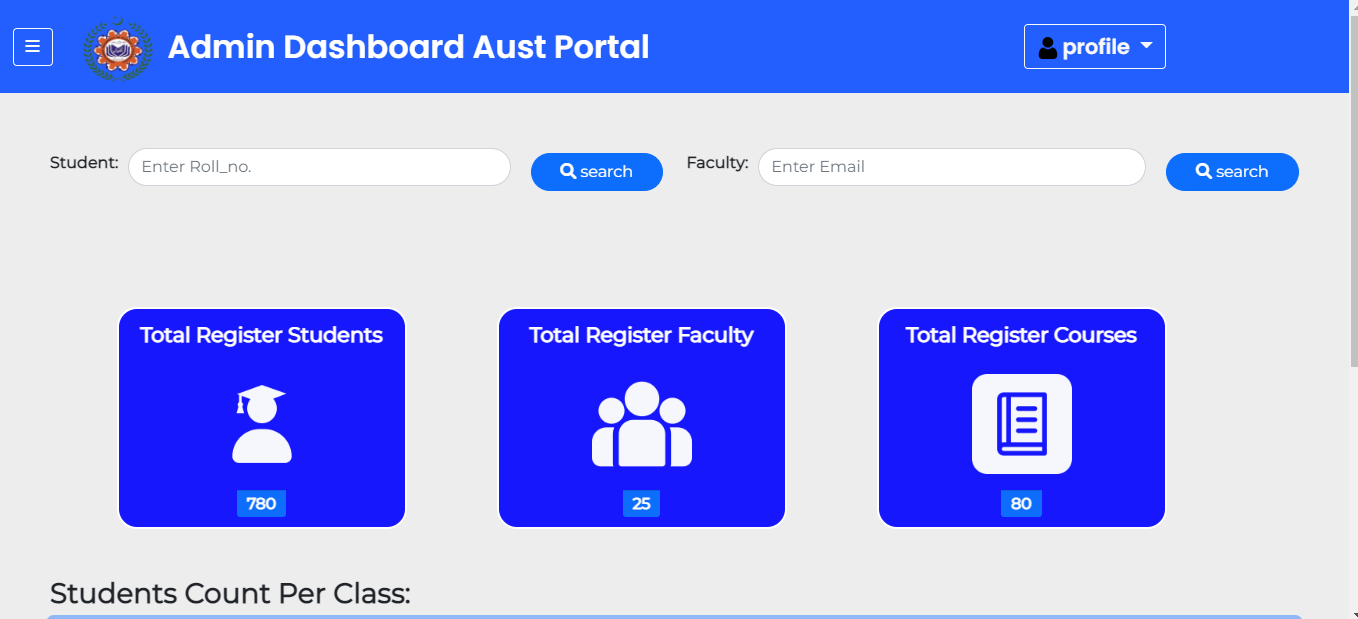 Admin Dashboard Aust Portal
profile
Student:
Enter Roll_no.
search
Faculty:
Enter Email
search
Total Register Students
780
Total Register Faculty
25
Total Register Courses
80
Students Count Per Class: